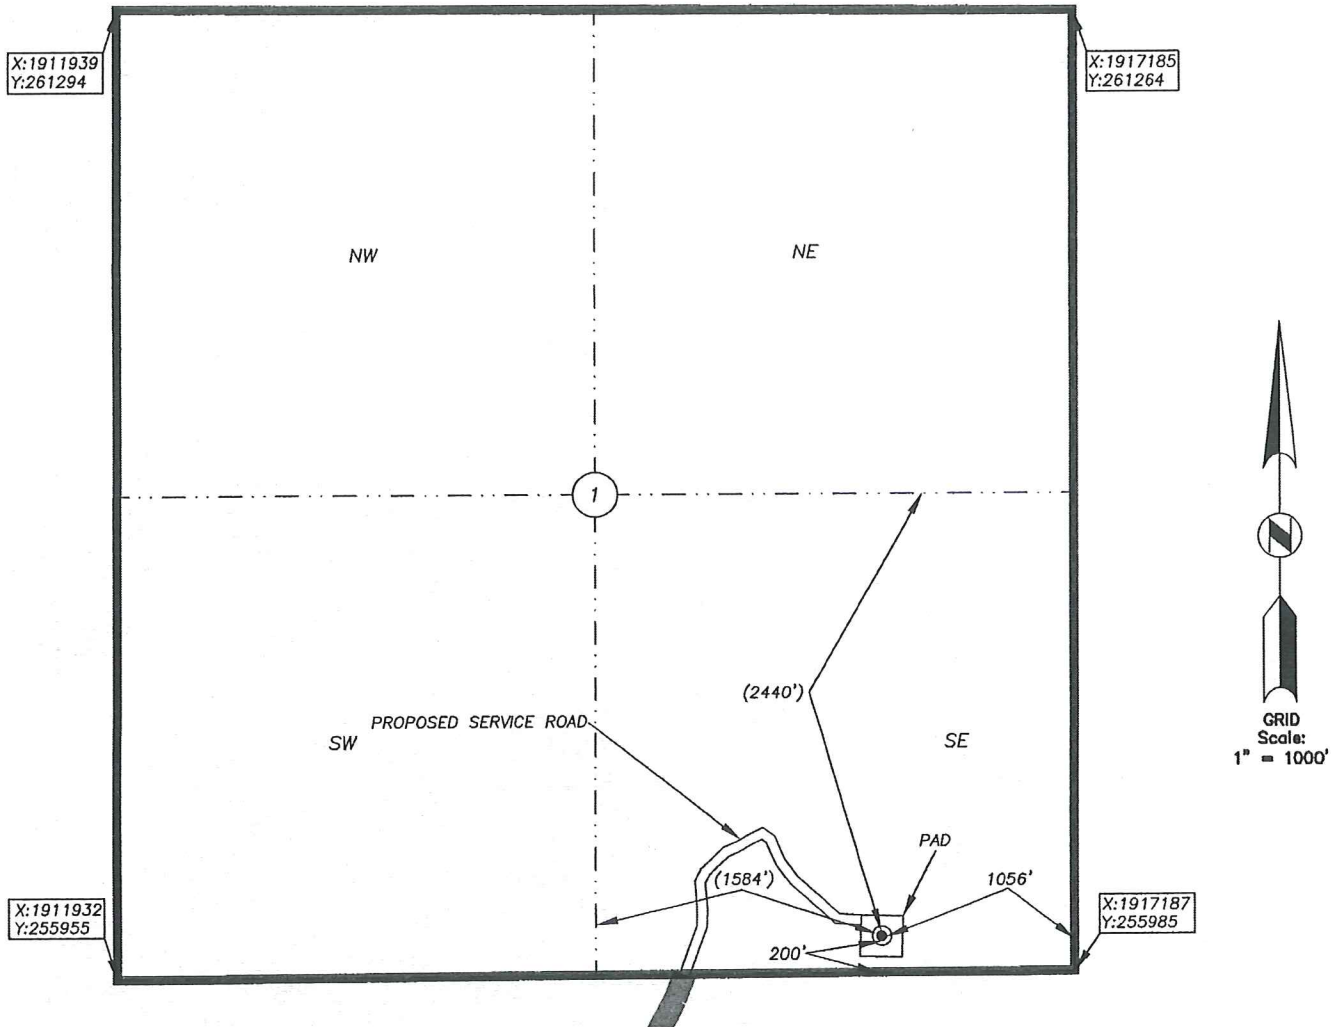 X:1911939
Y:261294
X:1917185
Y:261264
NW
NE
1
(2440')
PROPOSED SERVICE ROAD
SW
SE
N
GRID
Scale:
1" = 1000'
PAD
(1584')
1056'
200'
X:1911932
Y:255955
X:1917187
Y:255985